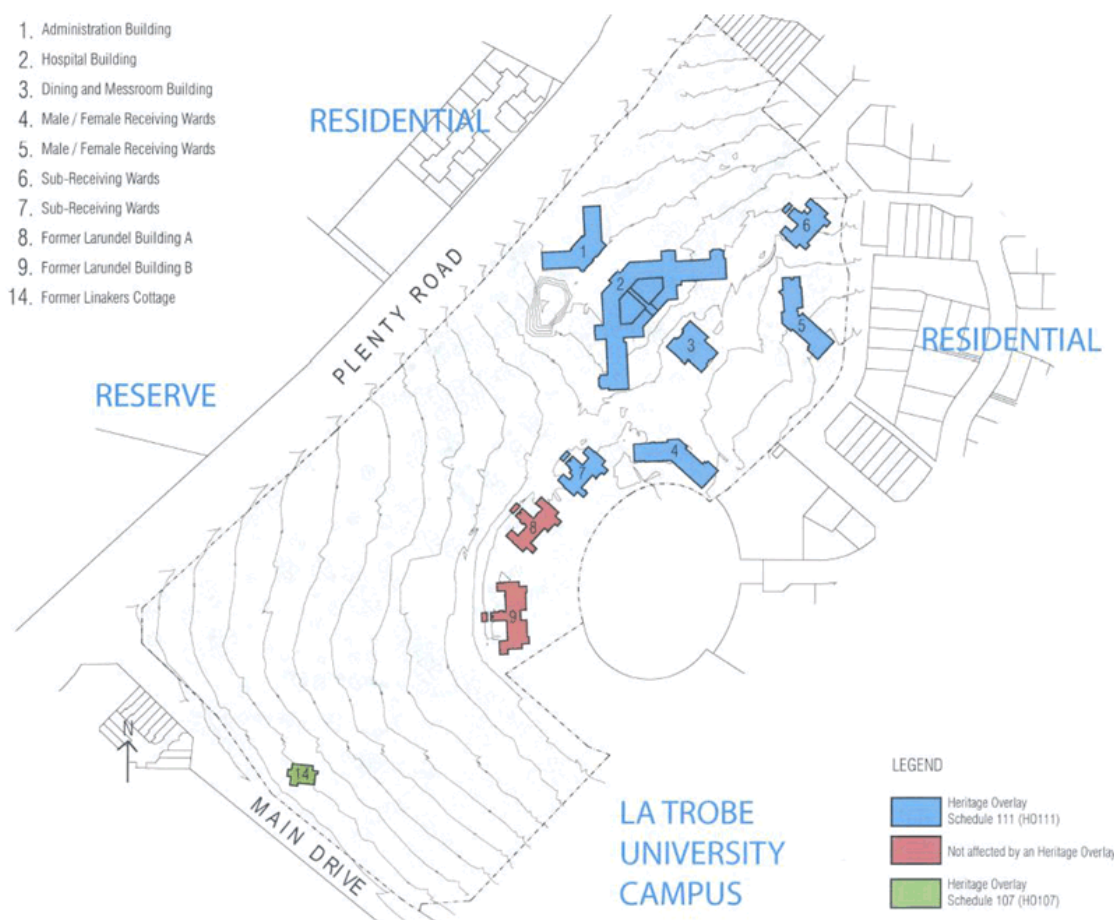 1. Administration Building
2. Hospital Building
3. Dining and Messroom Building
4. Male / Female Receiving Wards
5. Male / Female Receiving Wards
6. Sub-Receiving Wards
7. Sub-Receiving Wards
8. Former Larundel Building A
9. Former Larundel Building B
14. Former Linakers Cottage
RESIDENTIAL
PLENTY ROAD
RESERVE
RESIDENTIAL
1
2
3
4
5
6
7
8
9
14
N
MAIN DRIVE
LA TROBE
UNIVERSITY
CAMPUS
LEGEND
Heritage Overlay
Schedule 111 (HO111)
Not affected by an Heritage Overlay
Heritage Overlay
Schedule 107 (HO107)